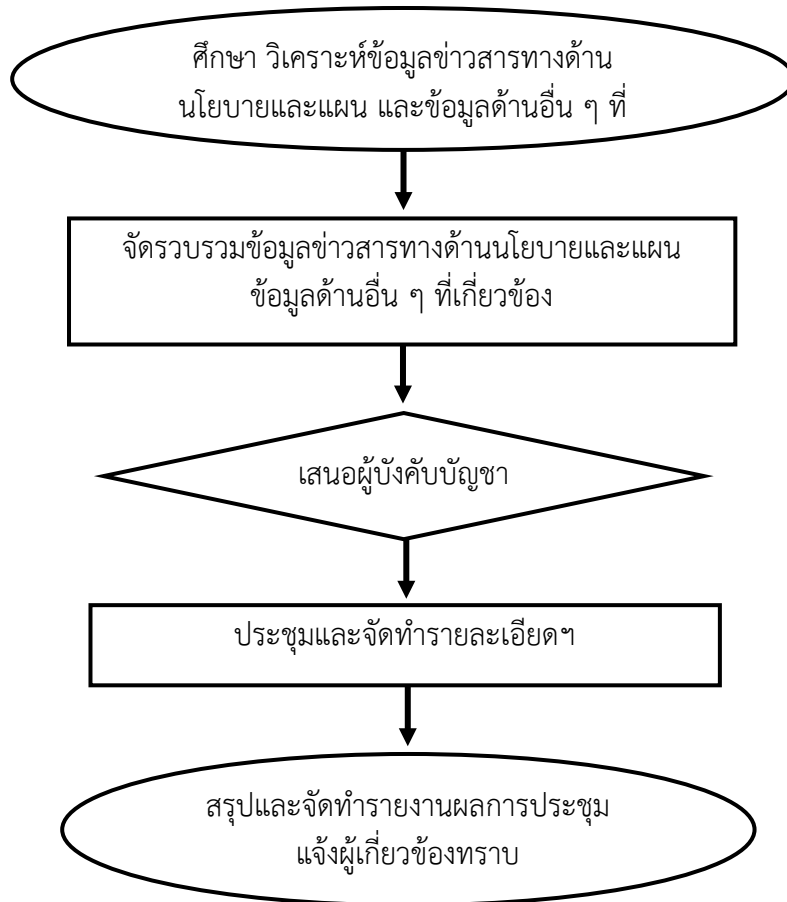 ศึกษา วิเคราะห์ข้อมูลข่าวสารทางด้าน
นโยบายและแผน และข้อมูลด้านอื่น ๆ ที่
จัดรวบรวมข้อมูลข่าวสารทางด้านนโยบายและแผน
ข้อมูลด้านอื่น ๆ ที่เกี่ยวข้อง
เสนอผู้บังคับบัญชา
ประชุมและจัดทำรายละเอียดฯ
สรุปและจัดทำรายงานผลการประชุม
แจ้งผู้เกี่ยวข้องทราบ